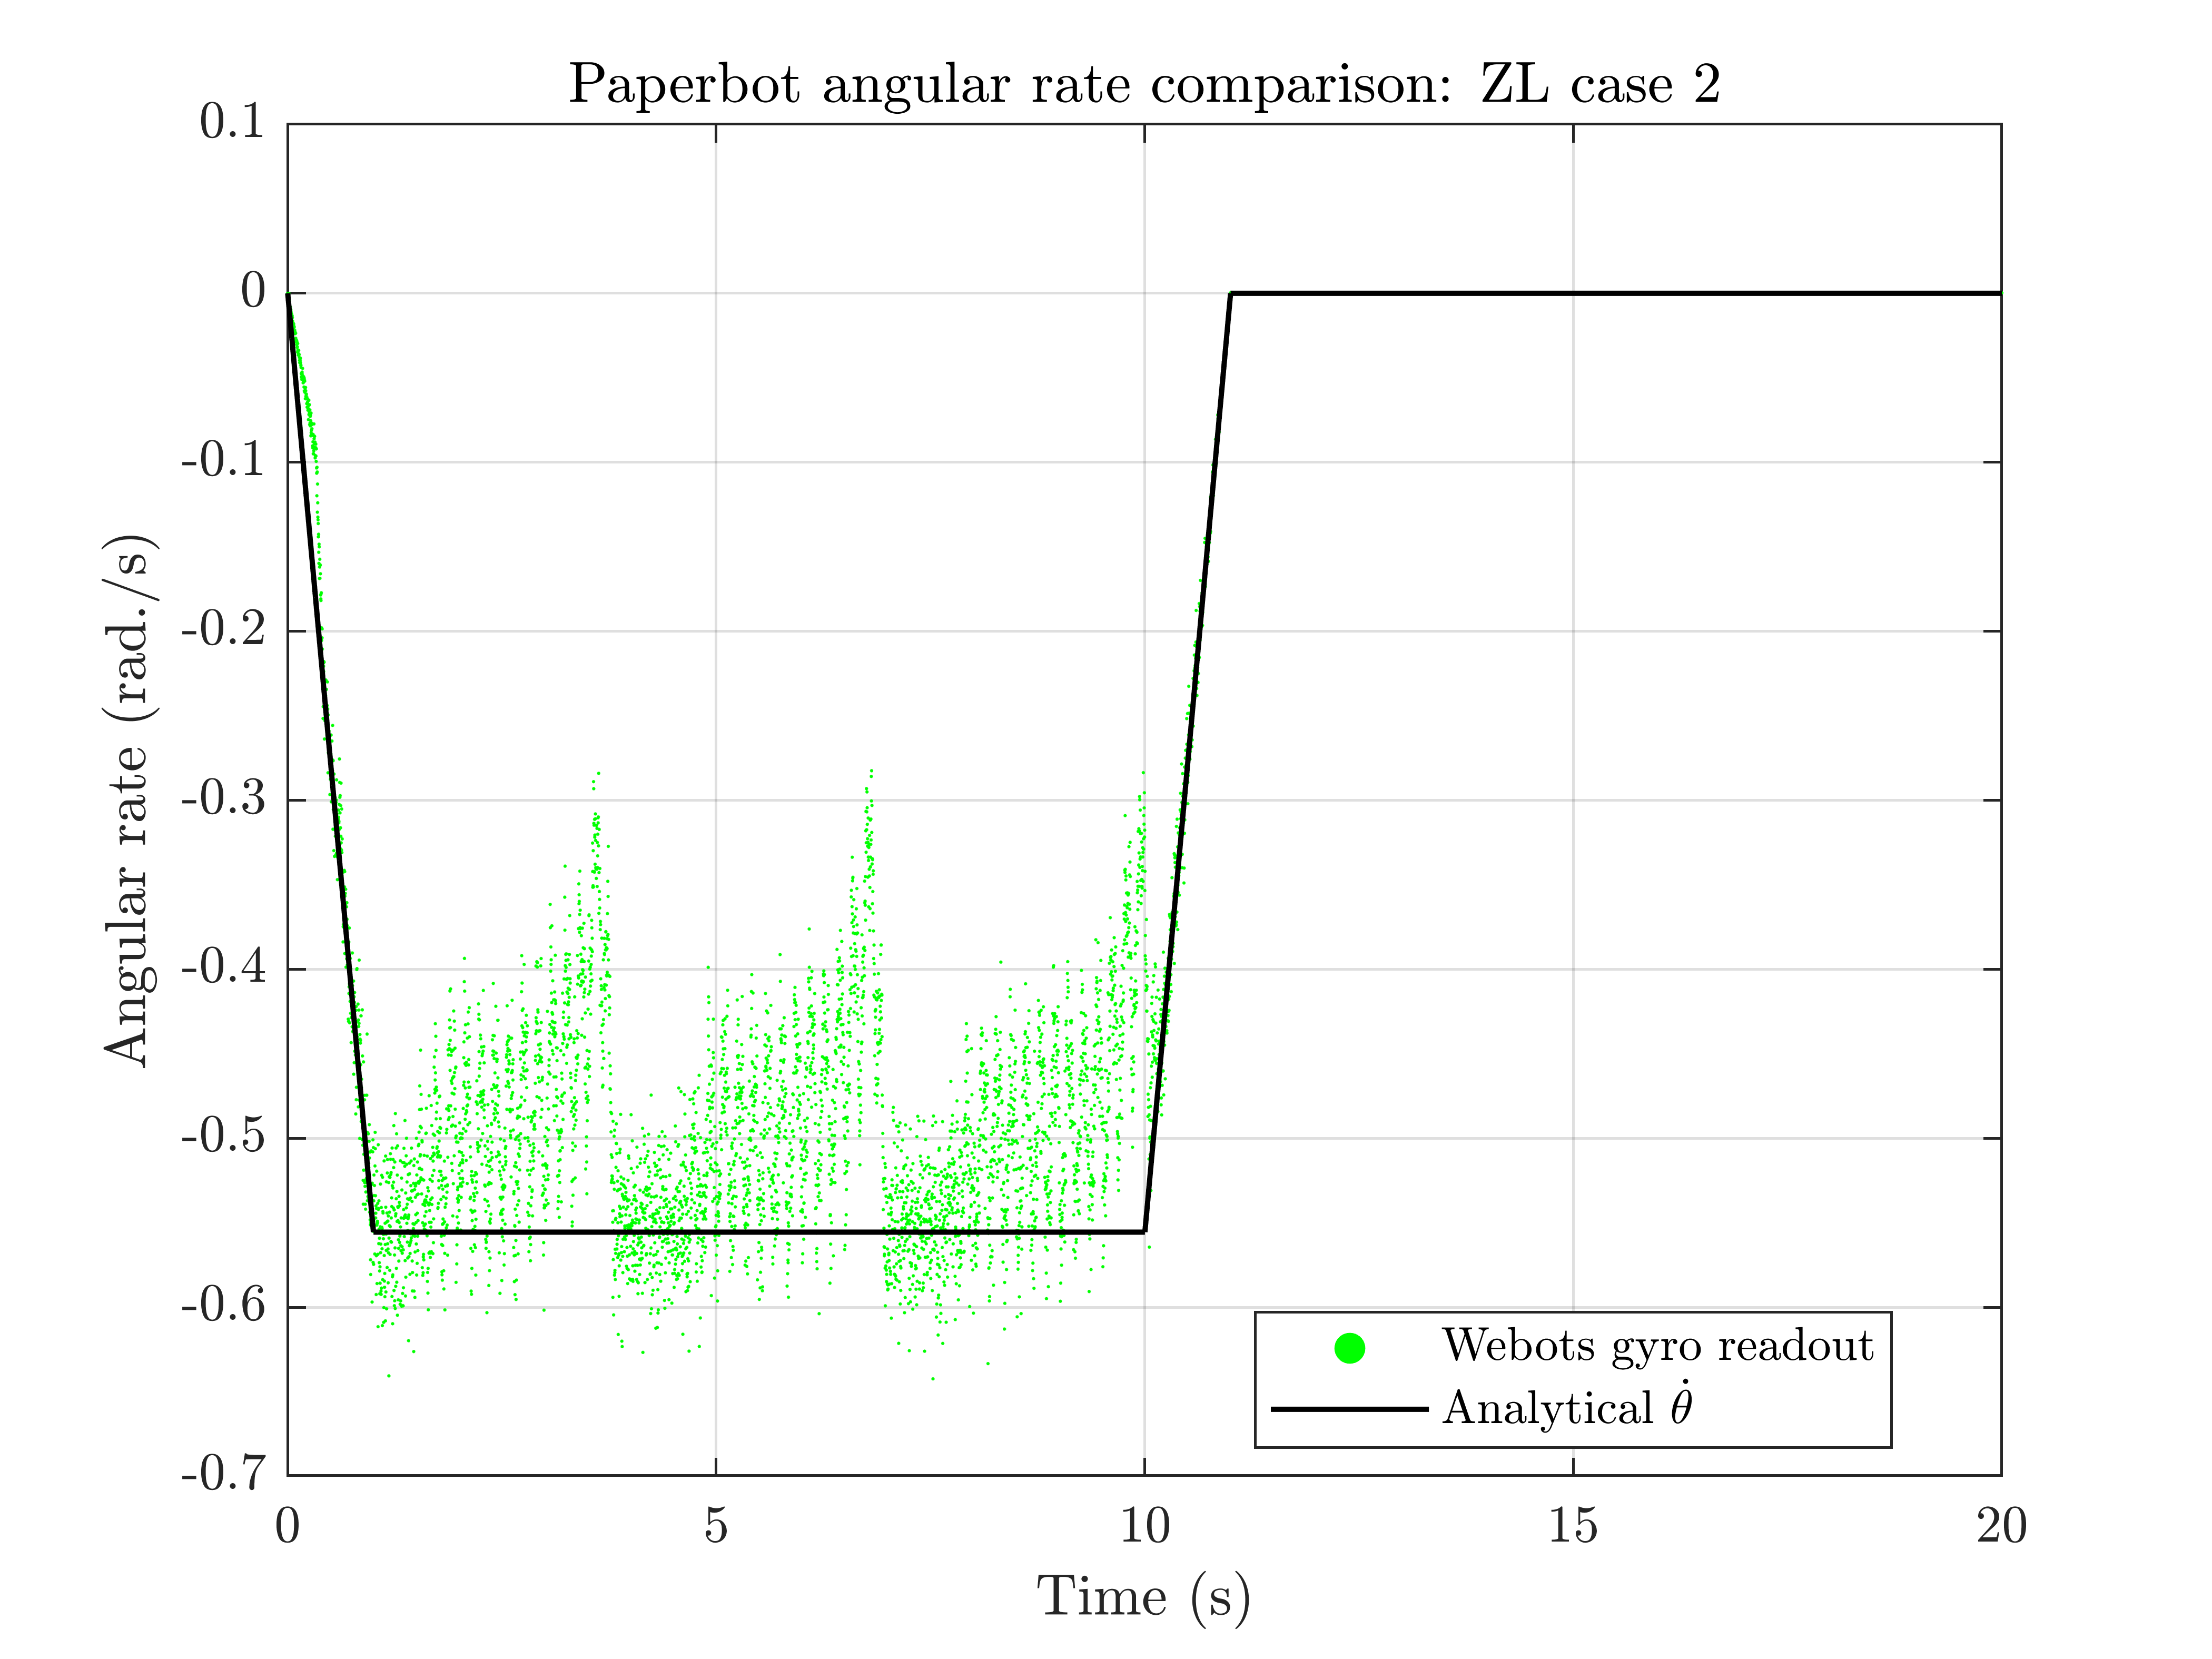 Paperbot angular rate comparison: ZL case 2
0.1
0
-0.1
-0.2
-0.3
-0.4
-0.5
-0.6
-0.7
Angular rate (rad./s)
Webots gyro readout
Analytical θ̇
0 5 10 15 20
Time (s)